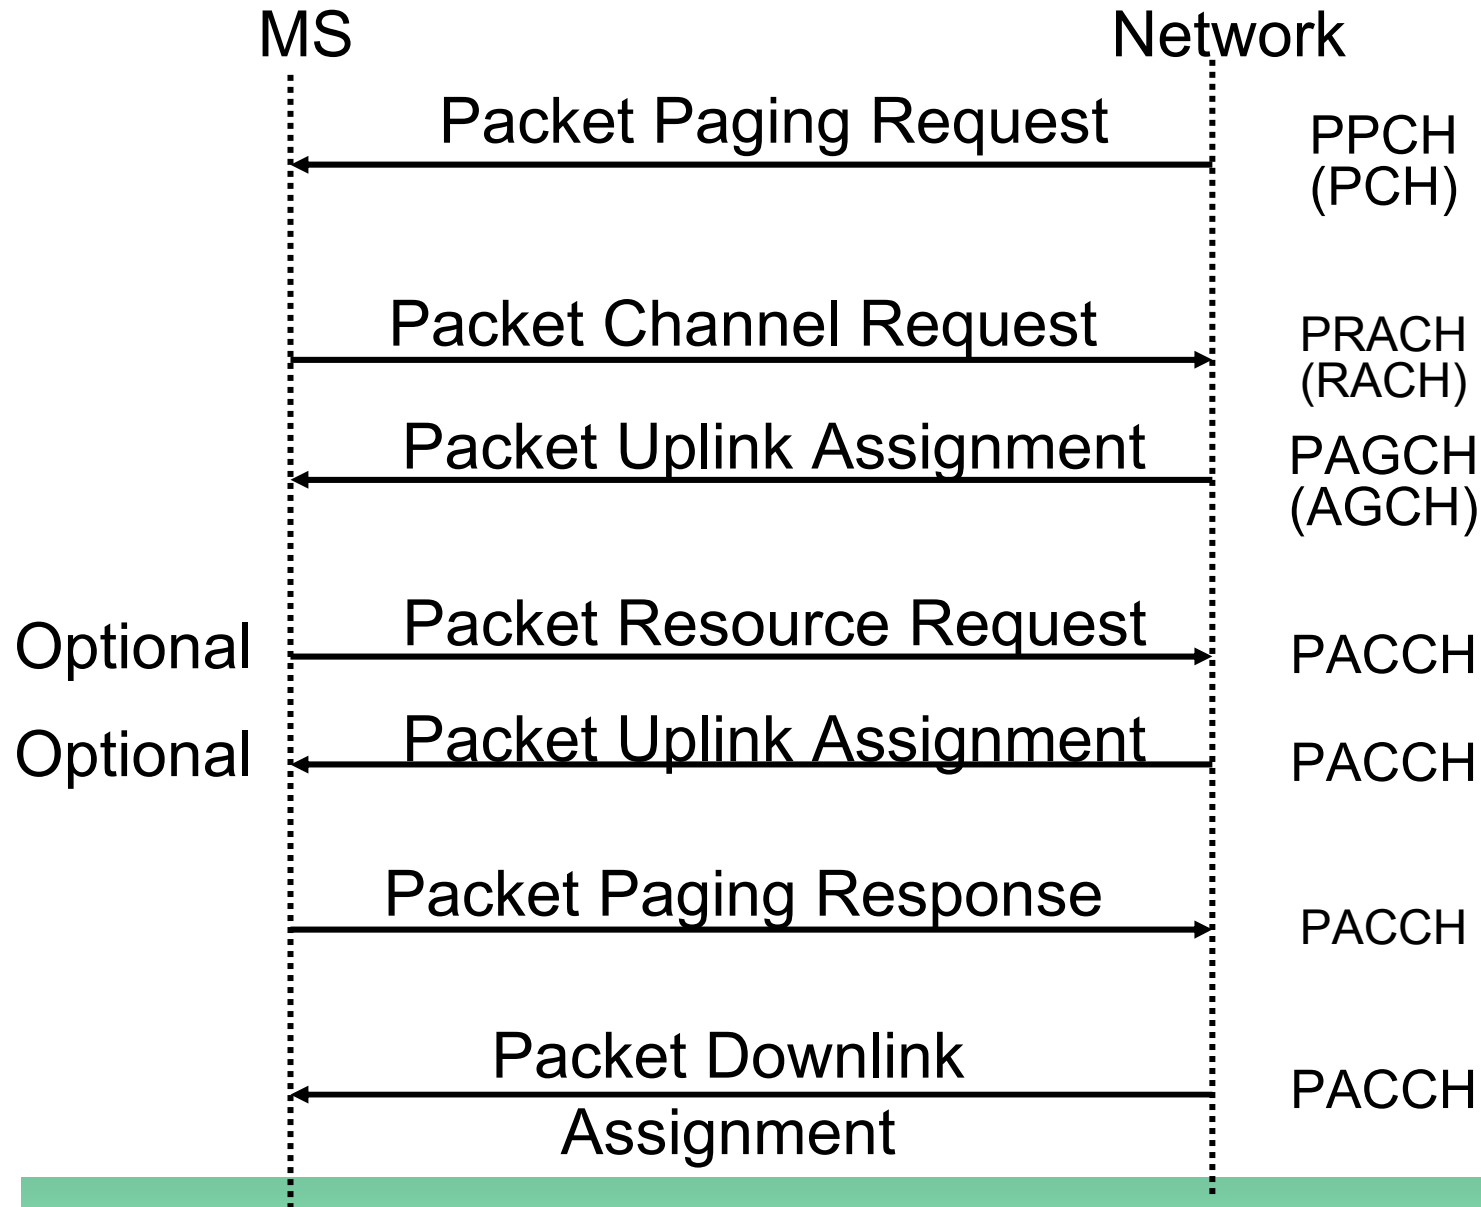 MS
Network
Packet Paging Request
PPCH
(PCH)
Packet Channel Request
PRACH
(RACH)
Packet Uplink Assignment
PAGCH
(AGCH)
Optional
Packet Resource Request
PACCH
Optional
Packet Uplink Assignment
PACCH
Packet Paging Response
PACCH
Packet Downlink
Assignment
PACCH